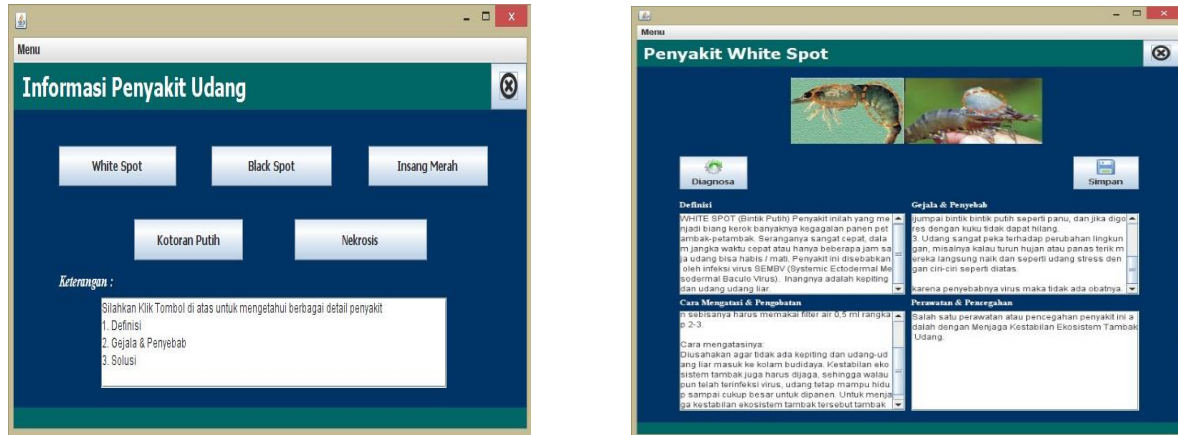 Menu
Informasi Penyakit Udang
White Spot
Black Spot
Insang Merah
Kotoran Putih
Nekrosis
Keterangan :
Silahkan Klik Tombol di atas untuk mengetahui berbagai detail penyakit
1. Definisi
2. Gejala & Penyebab
3. Solusi
Menu
Penyakit White Spot
Diagnosa
Simpan
Definisi
WHITE SPOT (Bintik Putih) Penyakit inilah yang me
njadi biang kerok banyaknya kegagalan panen pet
ambak-petambak. Serangannya sangat cepat, dala
m jangka waktu cepat atau hanya beberapa jam sa
ja udang bisa habis / mati. Penyakit ini disebabkan
oleh infeksi virus SEMBV (Systemic Ectodermal Me
sodermal Baculo Virus). Inangnya adalah kepiting
dan udang udang liar.
Gejala & Penyebab
ijumpai bintik bintik putih seperti panu, dan jika digo
res dengan kuku tidak dapat hilang.
3. Udang sangat peka terhadap perubahan lingkun
gan, misalnya kalau turun hujan atau panas terik m
ereka langsung naik dan seperti udang stress den
gan ciri-ciri seperti diatas.
karena penyebabnya virus maka tidak ada obatnya.
Cara Mengatasi & Pengobatan
n sebisanya harus memakai filter air 0,5 ml rangka
p 2-3.
Cara mengatasinya:
Diusahakan agar tidak ada kepiting dan udang-ud
ang liar masuk ke kolam budidaya. Kestabilan eko
sistem tambak juga harus dijaga, sehingga walau
pun telah terinfeksi virus, udang tetap mampu hidu
p sampai cukup besar untuk dipanen. Untuk menja
ga kestabilan ekosistem tambak tersebut tambak
Perawatan & Pencegahan
Salah satu perawatan atau pencegahan penyakit ini a
dalah dengan Menjaga Kestabilan Ekosistem Tambak
Udang.